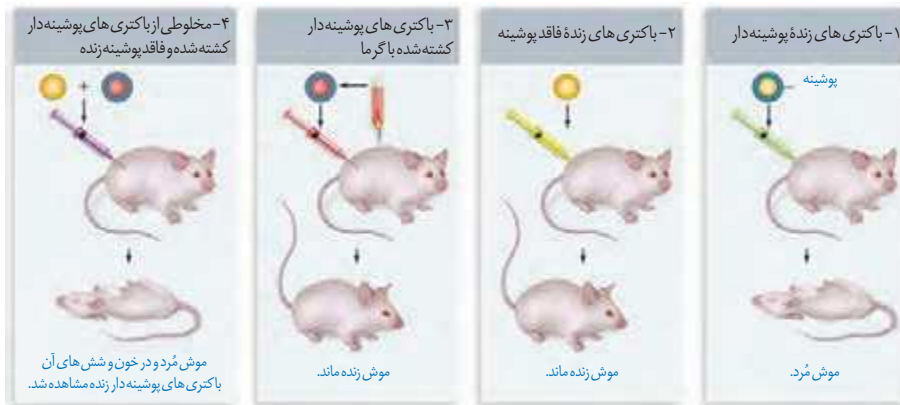 ۱- باکتری‌های زندهٔ پوشینه‌دار
پوشینه
موش مُرد.
۲- باکتری‌های زندهٔ فاقد پوشینه
موش زنده ماند.
۳- باکتری‌های پوشینه‌دار
کشته‌شده با گرما
موش زنده ماند.
۴- مخلوطی از باکتری‌های پوشینه‌دار
کشته‌شده و فاقد پوشینه زنده
موش مُرد و در خون و شش‌های آن
باکتری‌های پوشینه‌دار زنده مشاهده شد.